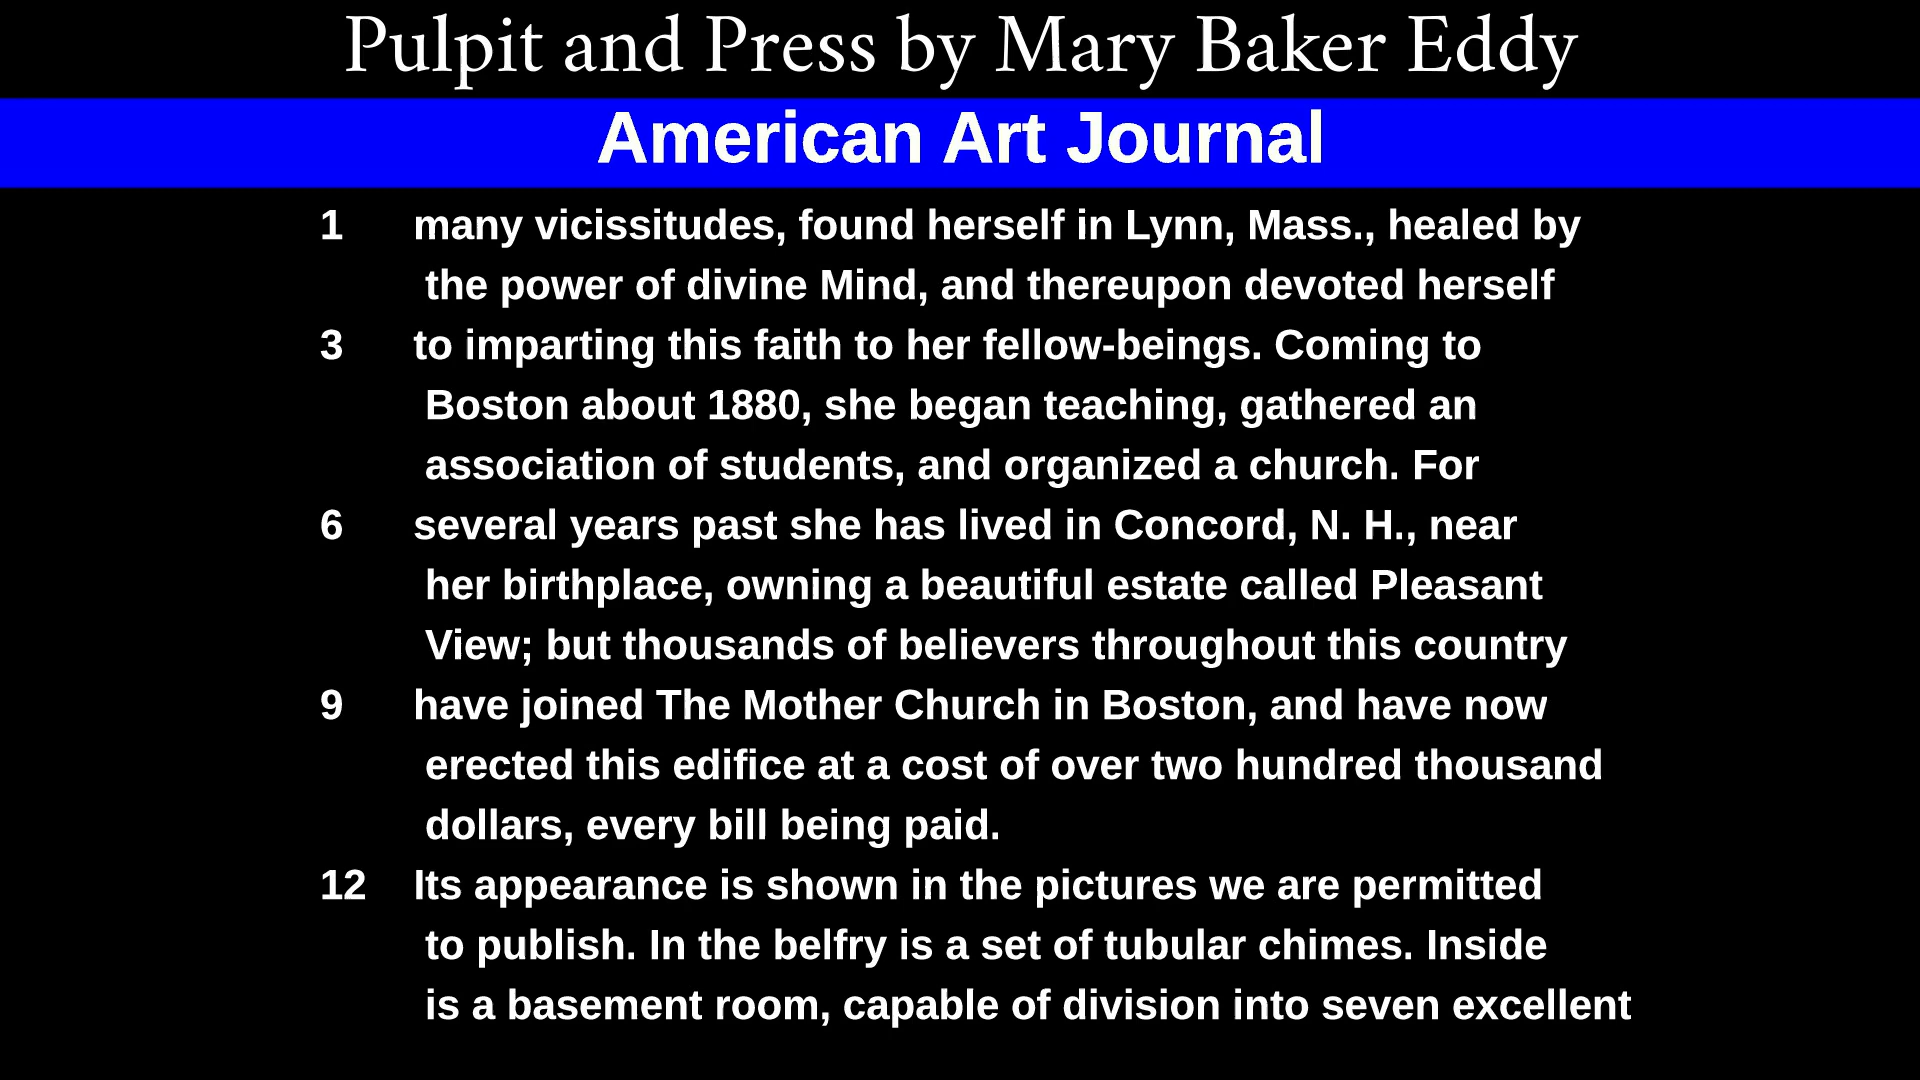 Pulpit and Press by Mary Baker Eddy
American Art Journal
1 many vicissitudes, found herself in Lynn, Mass., healed by
the power of divine Mind, and thereupon devoted herself
3 to imparting this faith to her fellow-beings. Coming to
Boston about 1880, she began teaching, gathered an
association of students, and organized a church. For
6 several years past she has lived in Concord, N. H., near
her birthplace, owning a beautiful estate called Pleasant
View; but thousands of believers throughout this country
9 have joined The Mother Church in Boston, and have now
erected this edifice at a cost of over two hundred thousand
dollars, every bill being paid.
12 Its appearance is shown in the pictures we are permitted
to publish. In the belfry is a set of tubular chimes. Inside
is a basement room, capable of division into seven excellent